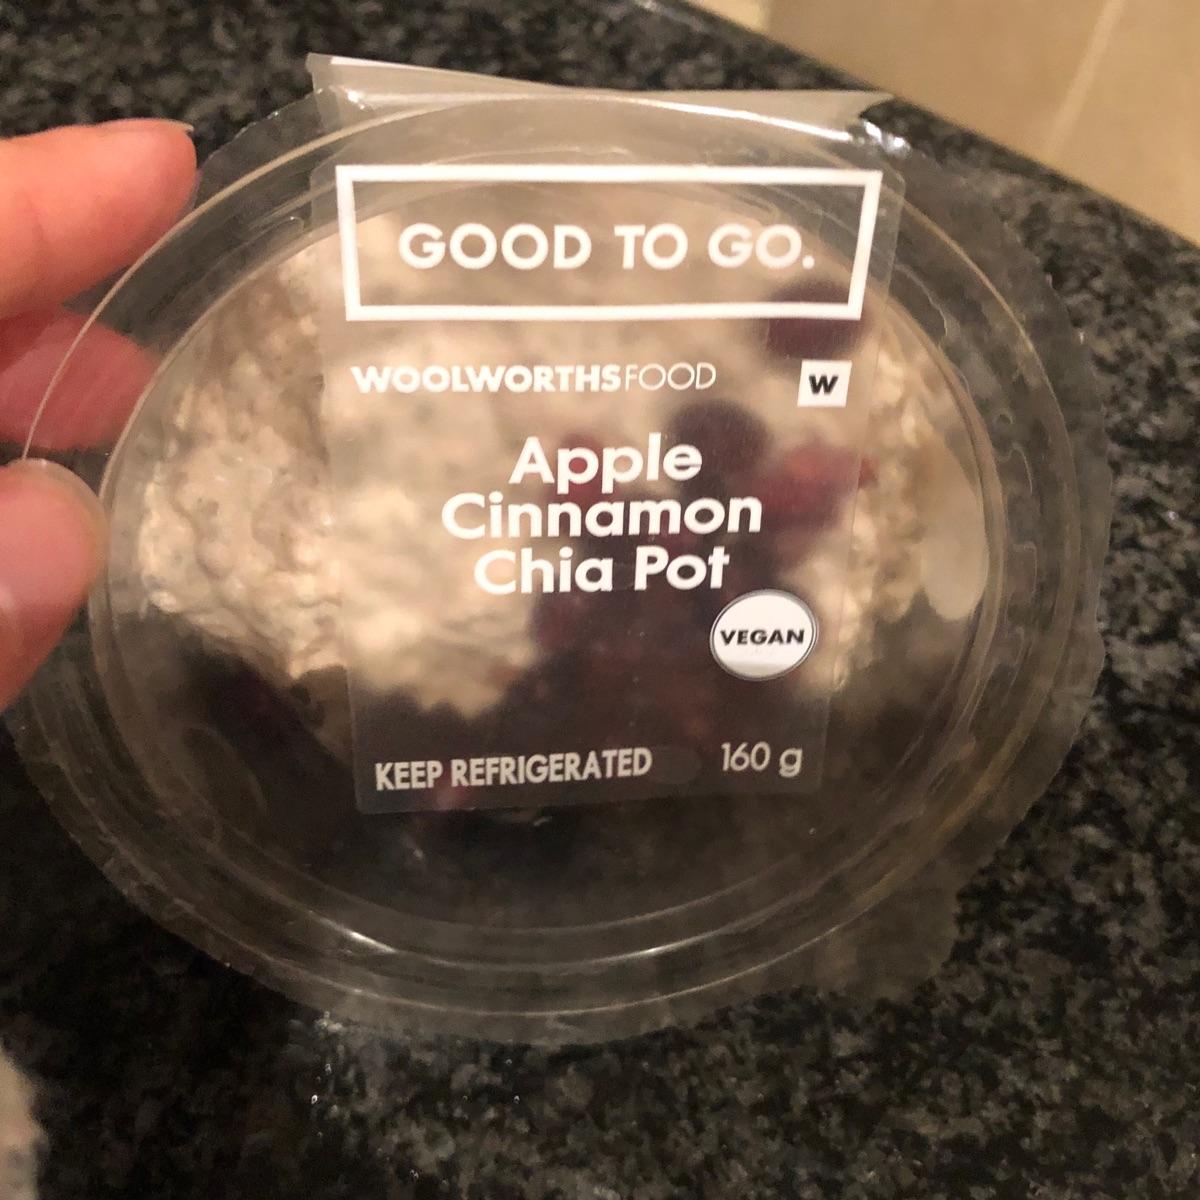 GOOD TO GO.
WOOLWORTHSFOOD W
Apple
Cinnamon
Chia Pot
VEGAN
KEEP REFRIGERATED 160 g